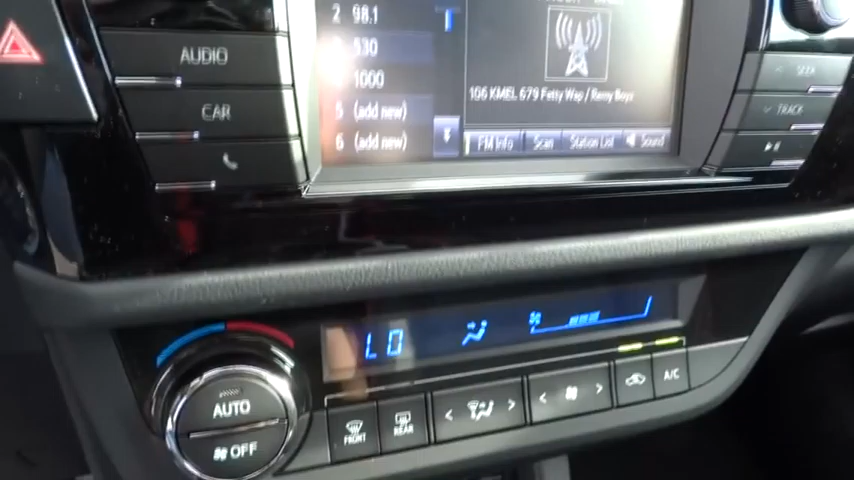 2 98.1
530
1000
5 (add new)
6 (add new)
106 KMEL 679 Fetty Wap / Remy Boyz
FM Info
Scan
Station List
Sound
AUDIO
CAR
SEEK
TRACK
LO
AUTO
OFF
FRONT
REAR
A/C